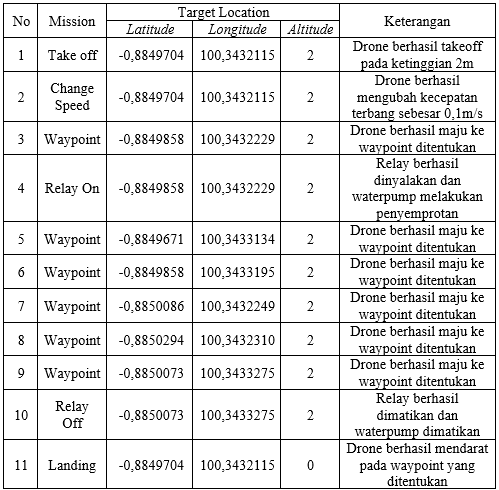 No Mission Target Location Keterangan
Latitude Longitude Altitude
1 Take off -0,8849704 100,3432115 2 Drone berhasil takeoff
pada ketinggian 2m
2 Change
Speed -0,8849704 100,3432115 2 Drone berhasil
mengubah kecepatan
terbang sebesar 0,1m/s
3 Waypoint -0,8849858 100,3432229 2 Drone berhasil maju ke
waypoint ditentukan
4 Relay On -0,8849858 100,3432229 2 Relay berhasil
dinyalakan dan
waterpump melakukan
penyemprotan
5 Waypoint -0,8849671 100,3433134 2 Drone berhasil maju ke
waypoint ditentukan
6 Waypoint -0,8849858 100,3433195 2 Drone berhasil maju ke
waypoint ditentukan
7 Waypoint -0,8850086 100,3432249 2 Drone berhasil maju ke
waypoint ditentukan
8 Waypoint -0,8850294 100,3432310 2 Drone berhasil maju ke
waypoint ditentukan
9 Waypoint -0,8850073 100,3433275 2 Drone berhasil maju ke
waypoint ditentukan
10 Relay
Off -0,8850073 100,3433275 2 Relay berhasil
dimatikan dan
waterpump dimatikan
11 Landing -0,8849704 100,3432115 0 Drone berhasil mendarat
pada waypoint yang
ditentukan